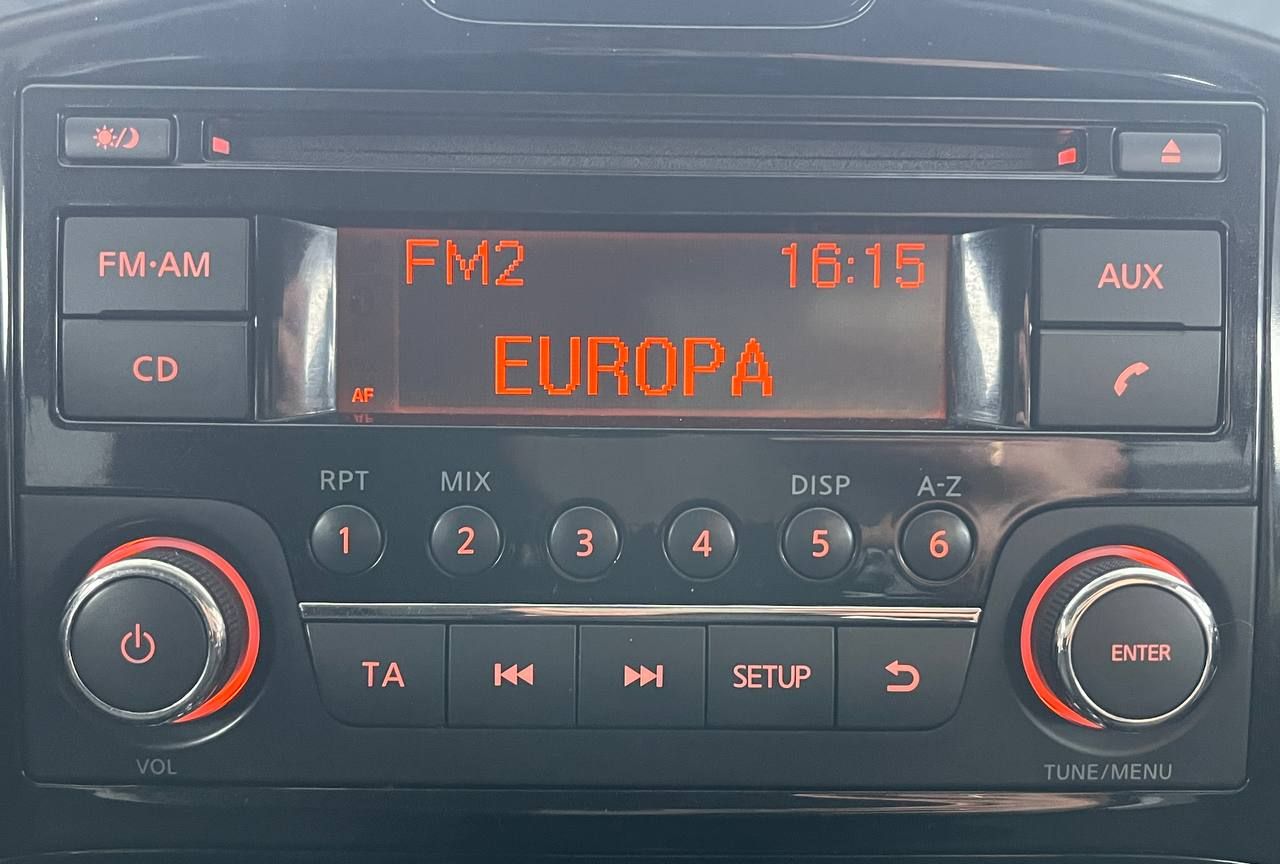 FM·AM
CD
FM2 16:15
EUROPA
AF
AUX
RPT MIX DISP A-Z
1 2 3 4 5 6
TA SETUP
ENTER
VOL
TUNE/MENU